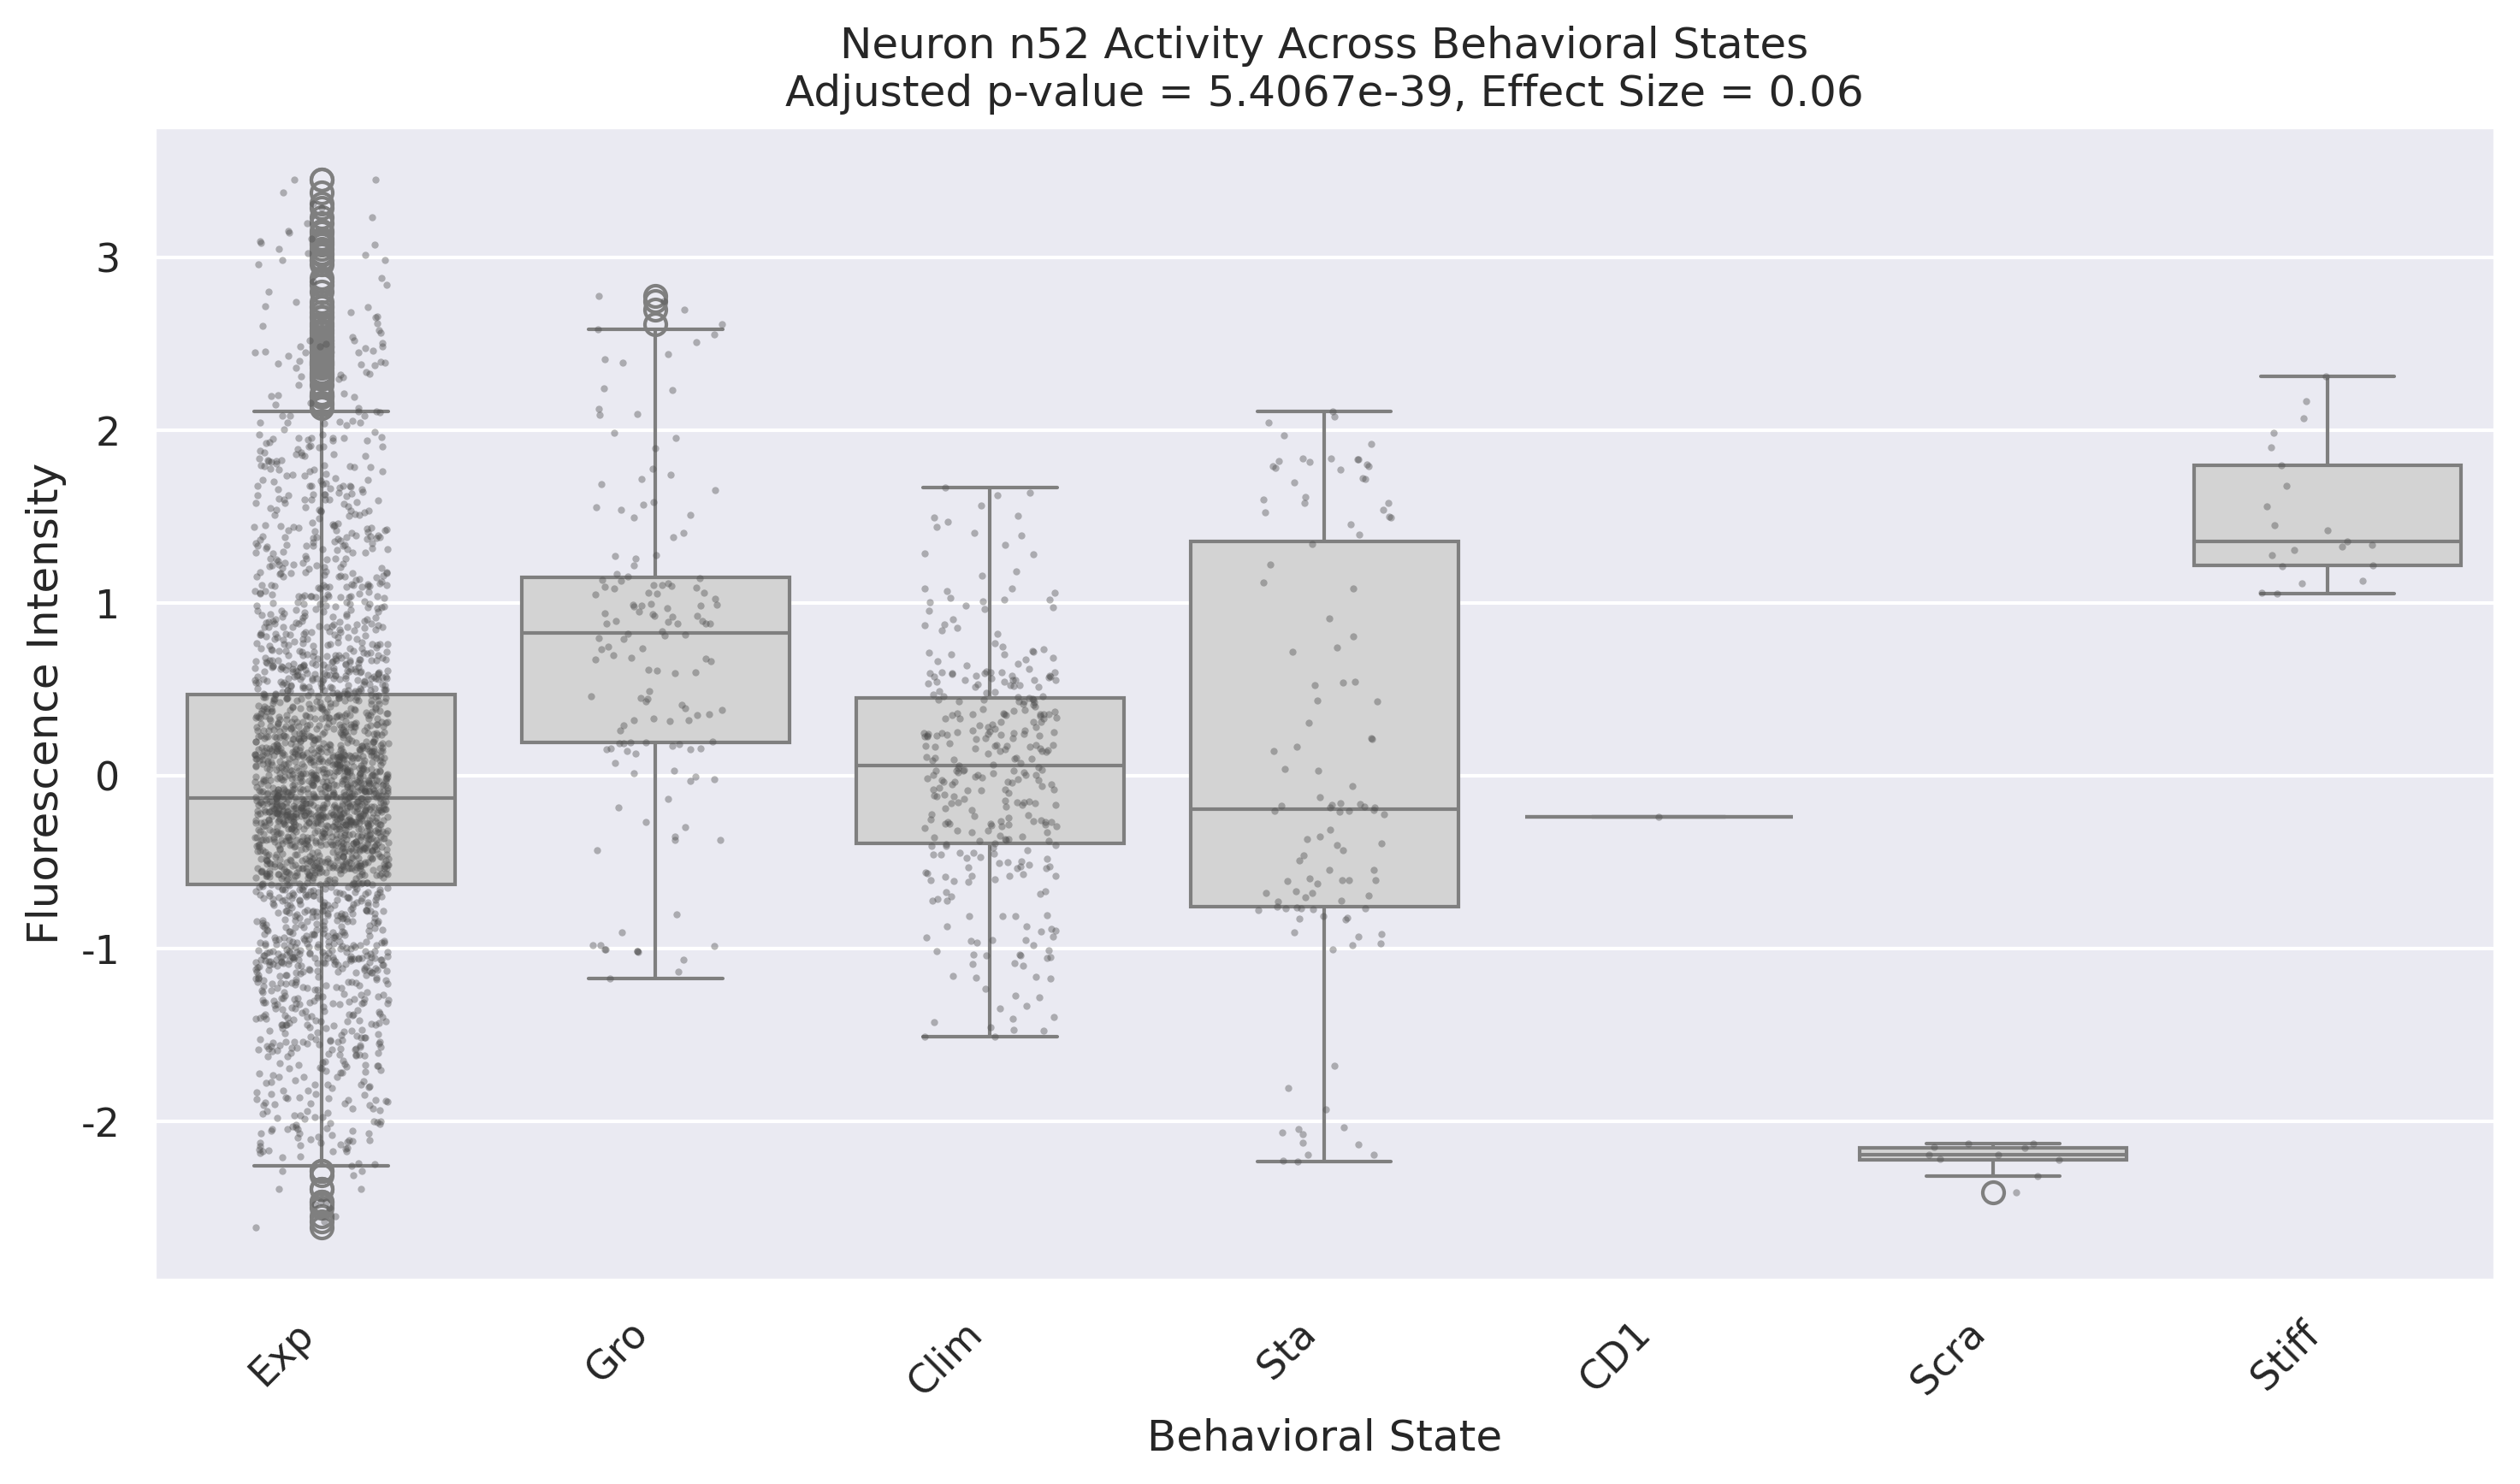 Neuron n52 Activity Across Behavioral States
Adjusted p-value = 5.4067e-39, Effect Size = 0.06
Fluorescence Intensity
3
2
1
0
-1
-2
Exp
Gro
Clim
Sta
CD1
Scra
Stiff
Behavioral State